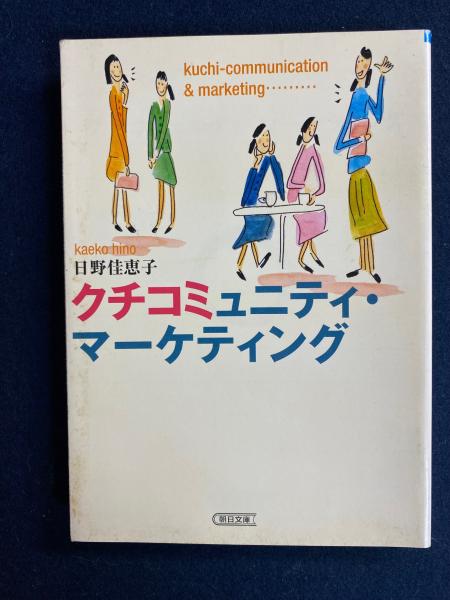 kuchi-communication
& marketing·········
kaeko hino
日野佳恵子
クチコミュニティ・
マーケティング
朝日文庫